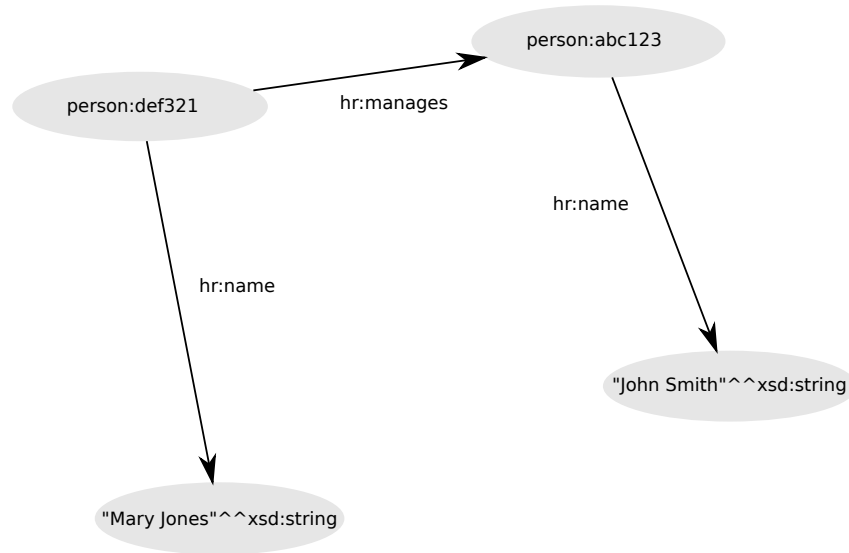 person:abc123
person:def321
hr:manages
hr:name
hr:name
"John Smith"^^xsd:string
"Mary Jones"^^xsd:string